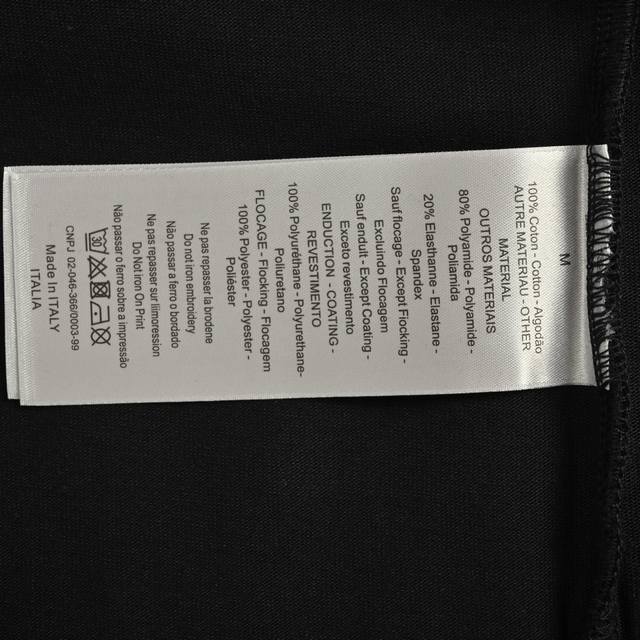 M
100% Coton - Cotton - Algodão
AUTRE MATERIAU - OTHER
MATERIAL
OUTROS MATERIAIS
80% Polyamide - Polyamide -
Poliamida
20% Elasthanne - Elastane -
Spandex
Sauf flocage - Except Flocking -
Excluindo Flocagem
Sauf enduit - Except Coating -
Exceto revestimento
ENDUCTION - COATING -
REVESTIMENTO
100% Polyuréthane - Polyurethane-
Poliuretano
FLOCAGE - Flocking - Flocagem
100% Polyester - Polyester -
Poliéster
Ne pas repasser la broderie
Do not iron embroidery
Não passar o ferro o bordado
Ne pas repasser sur limpression
Do Not Iron On Print
Não passar o ferro sobre a impressão
CNPJ 02-046-365/0003-99
Made in ITALY
ITALIA